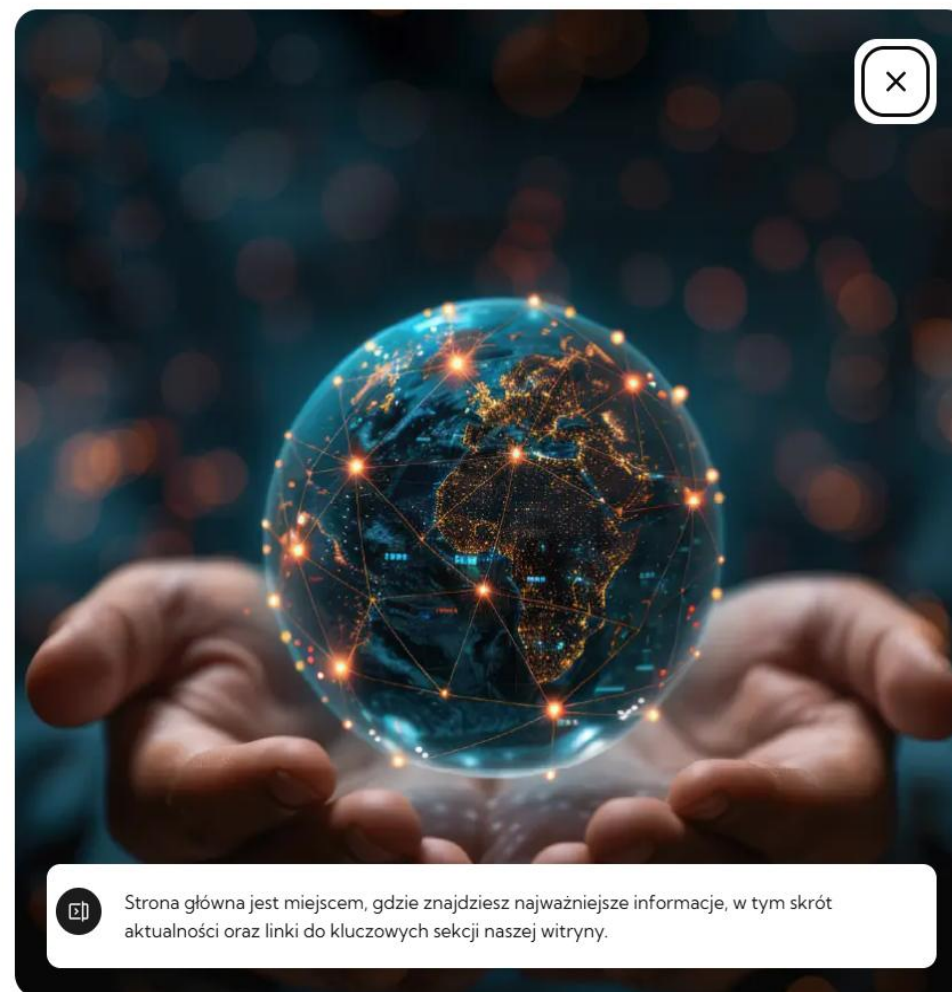 Strona główna jest miejscem, gdzie znajdziesz najważniejsze informacje, w tym skrót
aktualności oraz linki do kluczowych sekcji naszej witryny.